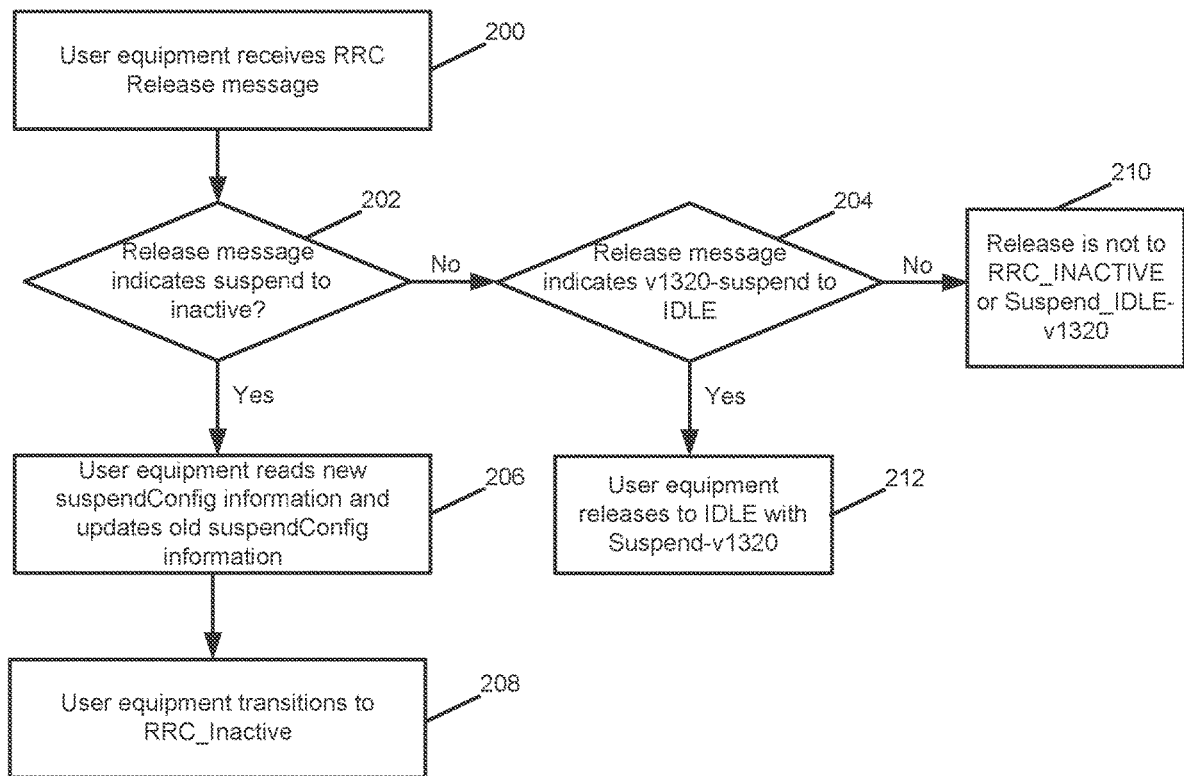 User equipment receives RRC
Release message
200
Release message
indicates suspend to
inactive?
202
No
Release message
indicates v1320-suspend to
IDLE
204
No
Release is not to
RRC_INACTIVE
or Suspend_IDLE-
v1320
210
Yes
Yes
User equipment reads new
suspendConfig information and
updates old suspendConfig
information
206
User equipment
releases to IDLE with
Suspend-v1320
212
User equipment transitions to
RRC_Inactive
208